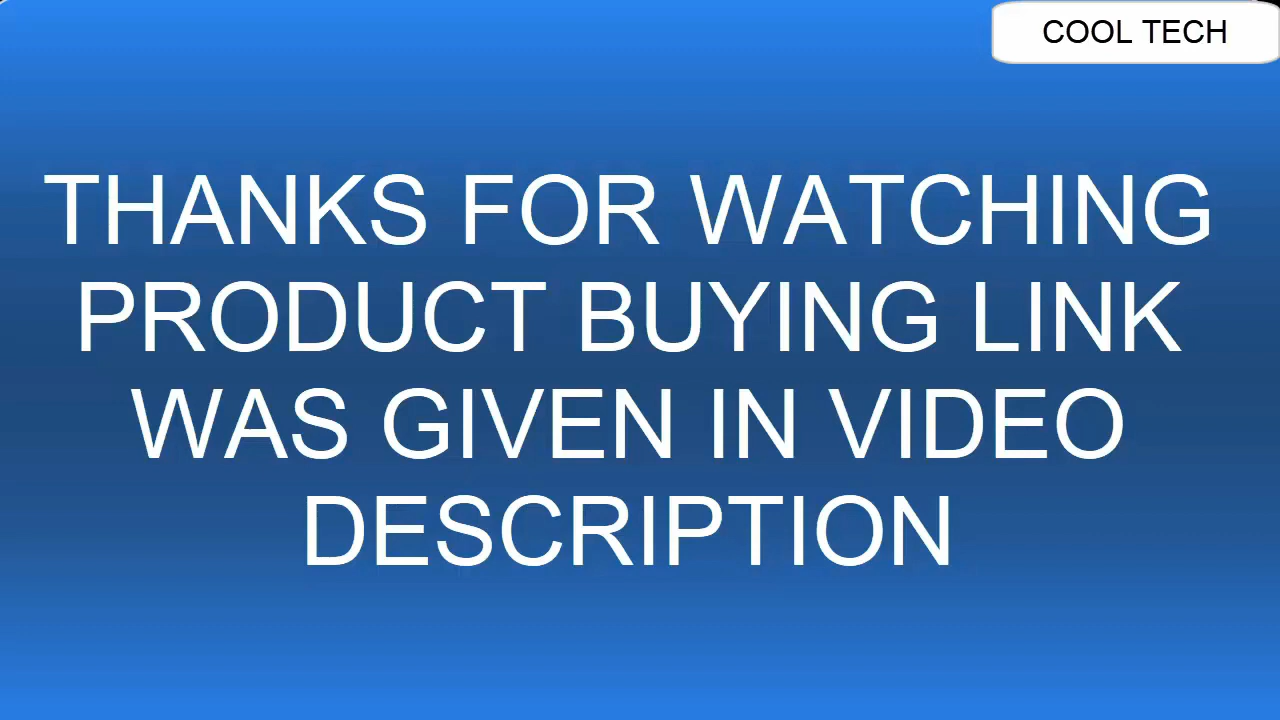 COOL TECH
THANKS FOR WATCHING
PRODUCT BUYING LINK
WAS GIVEN IN VIDEO
DESCRIPTION